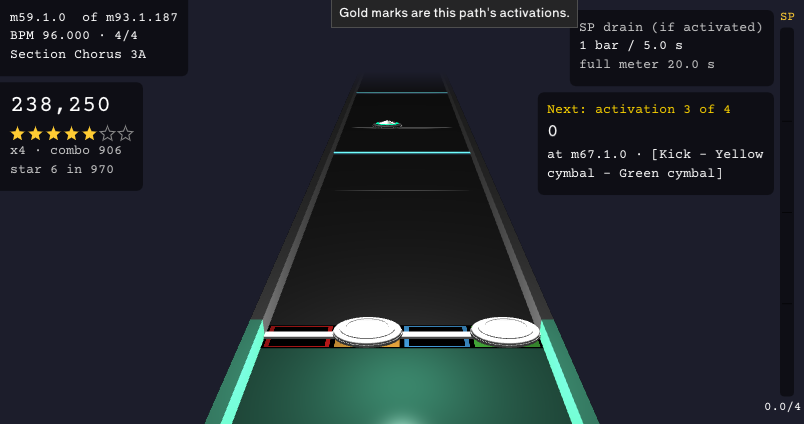 Gold marks are this path's activations.
m59.1.0  of m93.1.187
BPM 96.000 · 4/4
Section Chorus 3A
238,250
x4 · combo 906
star 6 in 970
SP drain (if activated)
1 bar / 5.0 s
full meter 20.0 s
Next: activation 3 of 4
0
at m67.1.0 · [Kick – Yellow
cymbal – Green cymbal]
SP
0.0/4